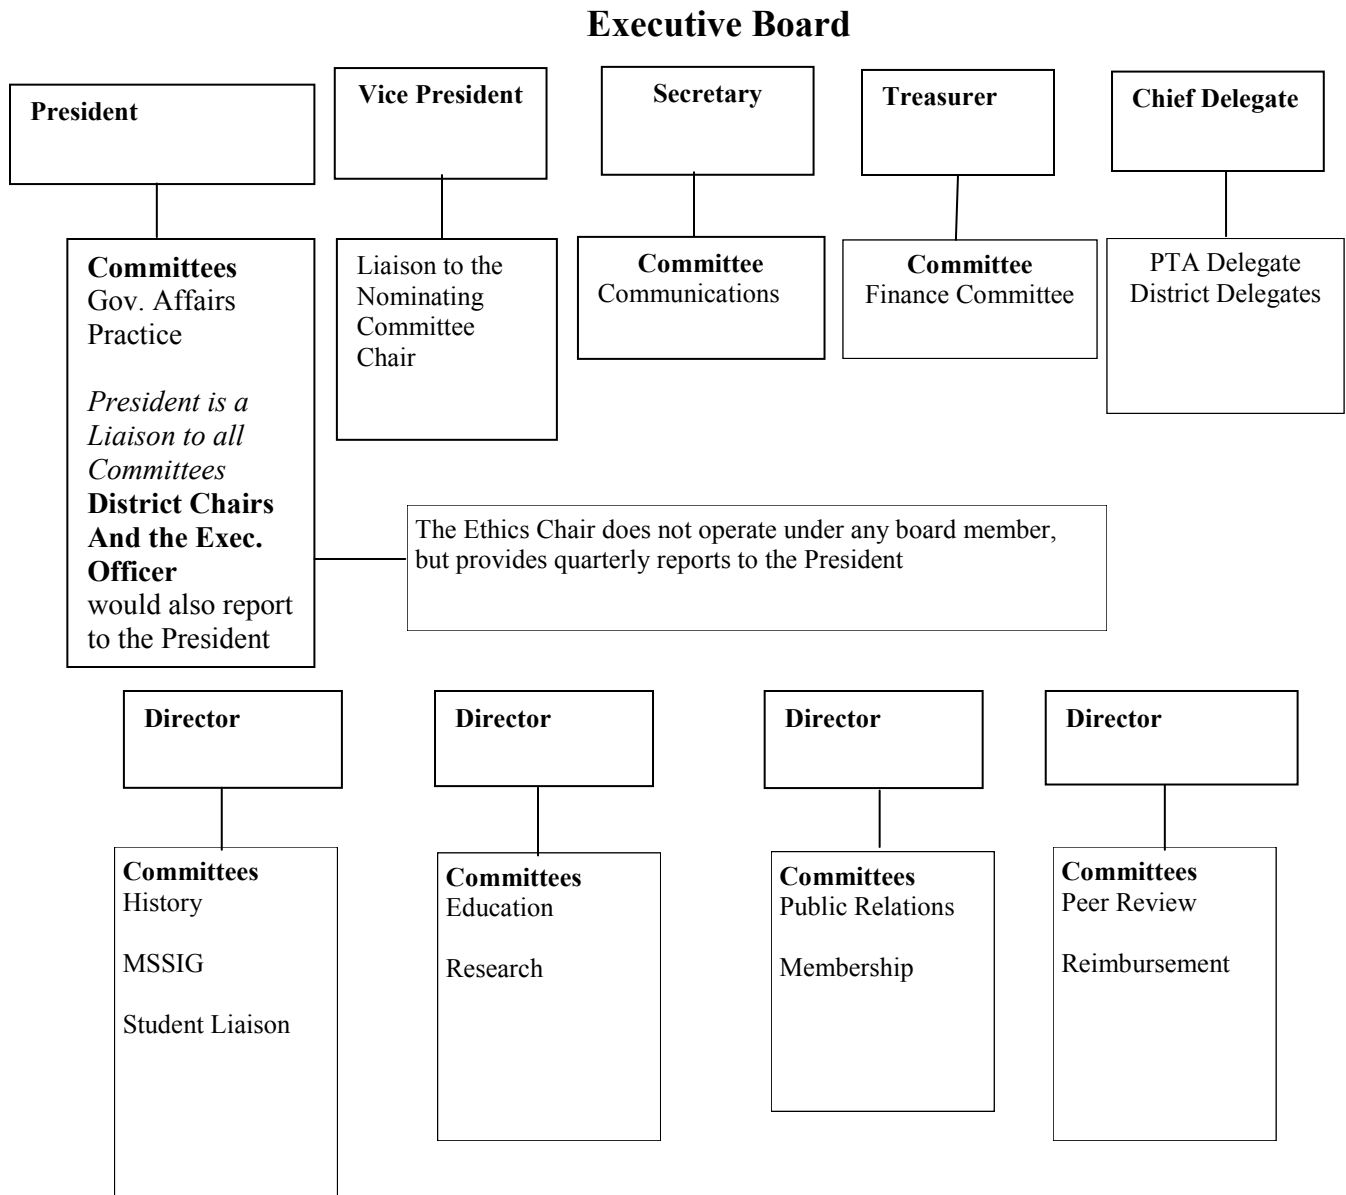 Executive Board
President
Vice President
Secretary
Treasurer
Chief Delegate
Committees
Gov. Affairs
Practice
President is a
Liaison to all
Committees
District Chairs
And the Exec.
Officer
would also report
to the President
Liaison to the
Nominating
Committee
Chair
Committee
Communications
Committee
Finance Committee
PTA Delegate
District Delegates
The Ethics Chair does not operate under any board member,
but provides quarterly reports to the President
Director
Director
Director
Director
Committees
History
MSSIG
Student Liaison
Committees
Education
Research
Committees
Public Relations
Membership
Committees
Peer Review
Reimbursement